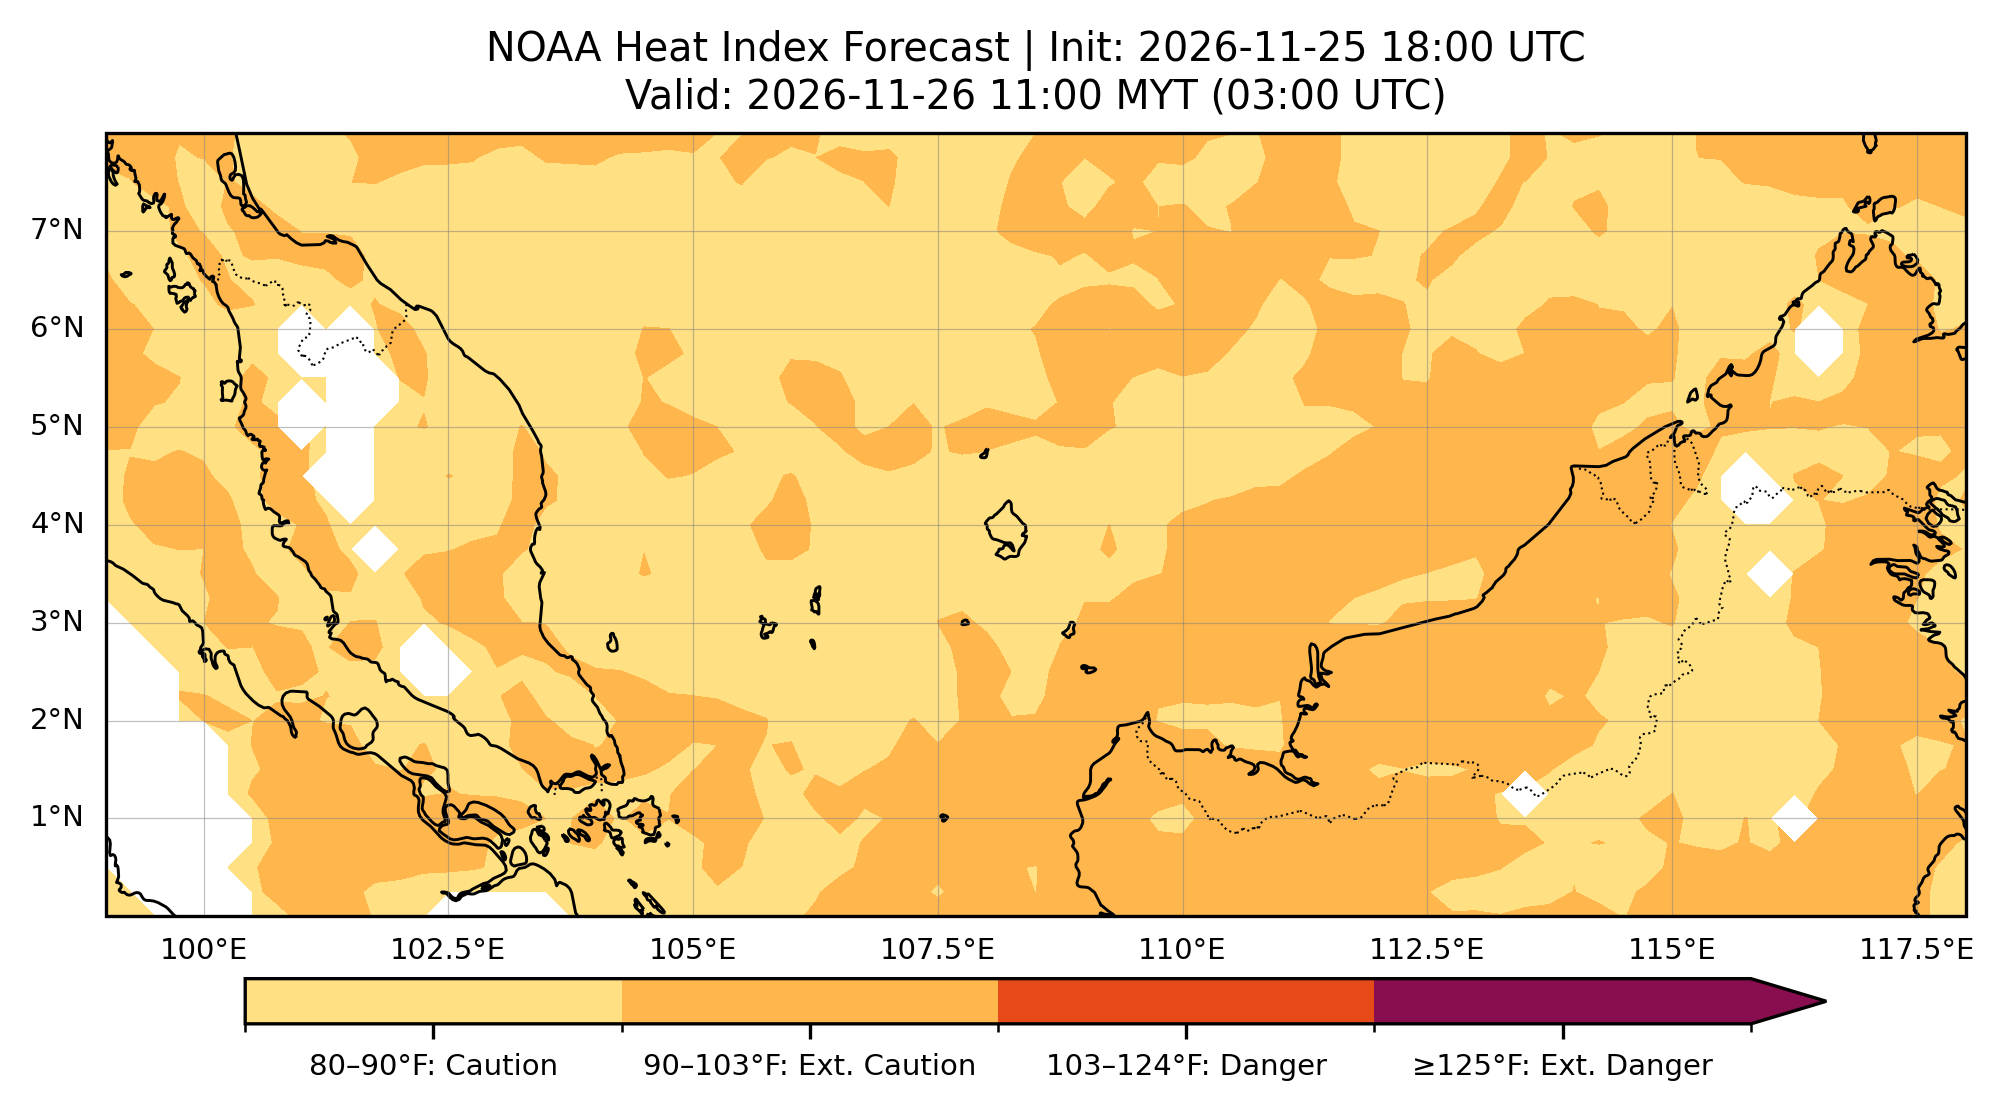 NOAA Heat Index Forecast | Init: 2026-11-25 18:00 UTC
Valid: 2026-11-26 11:00 MYT (03:00 UTC)
7°N
6°N
5°N
4°N
3°N
2°N
1°N
100°E 102.5°E 105°E 107.5°E 110°E 112.5°E 115°E 117.5°E
80–90°F: Caution 90–103°F: Ext. Caution 103–124°F: Danger ≥125°F: Ext. Danger